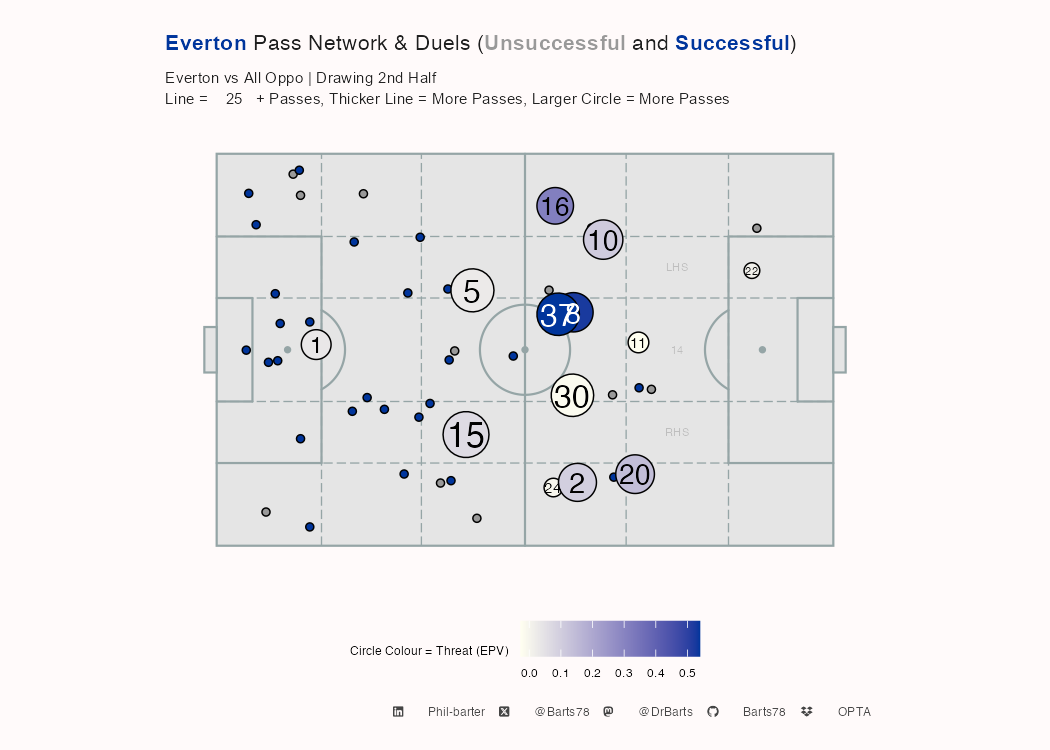 Everton Pass Network & Duels (Unsuccessful and Successful)
Everton vs All Oppo | Drawing 2nd Half
Line = 25 + Passes, Thicker Line = More Passes, Larger Circle = More Passes
16
10
22
LHS
5
37
8
11
1
14
30
RHS
15
20
24
2
Circle Colour = Threat (EPV)
0.0 0.1 0.2 0.3 0.4 0.5
Phil-barter @Barts78 @DrBarts Barts78 OPTA